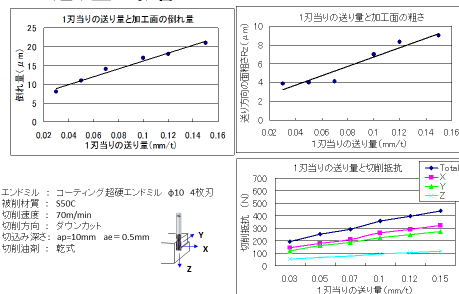 1刃当りの送り量と加工面の倒れ量
倒れ量(μm)
25
20
15
10
5
0
0.02 0.04 0.06 0.08 0.1 0.12 0.14 0.16
1刃当りの送り量(mm/t)
1刃当りの送り量と加工面の粗さ
送り方向の面粗さRz(μm)
10
8
6
4
2
0
0.02 0.04 0.06 0.08 0.1 0.12 0.14 0.16
1刃当りの送り量(mm/t)
エンドミル : コーティング超硬エンドミル φ10 4枚刃
被削材質 : S50C
切削速度 : 70m/min
切削方向 : ダウンカット
切込み深さ: ap=10mm ae=0.5mm
切削油剤 : 乾式
Y
X
Z
1刃当りの送り量と切削抵抗
切削抵抗 (N)
700
600
500
400
300
200
100
0
0.03 0.05 0.07 0.1 0.12 0.15
1刃当りの送り量(mm/t)
Total
X
Y
Z